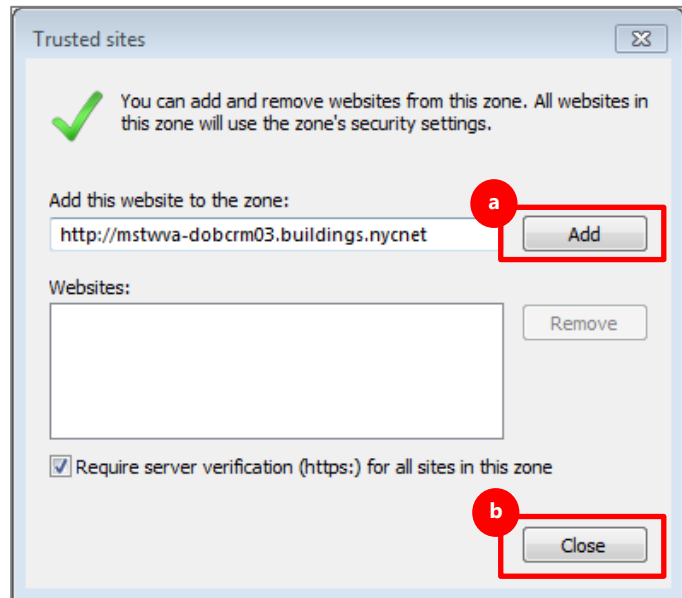 Trusted sites
You can add and remove websites from this zone. All websites in
this zone will use the zone's security settings.
Add this website to the zone:
a
http://mstwva-dobcrm03.buildings.nycnet
Add
Websites:
Remove
Require server verification (https:) for all sites in this zone
b
Close